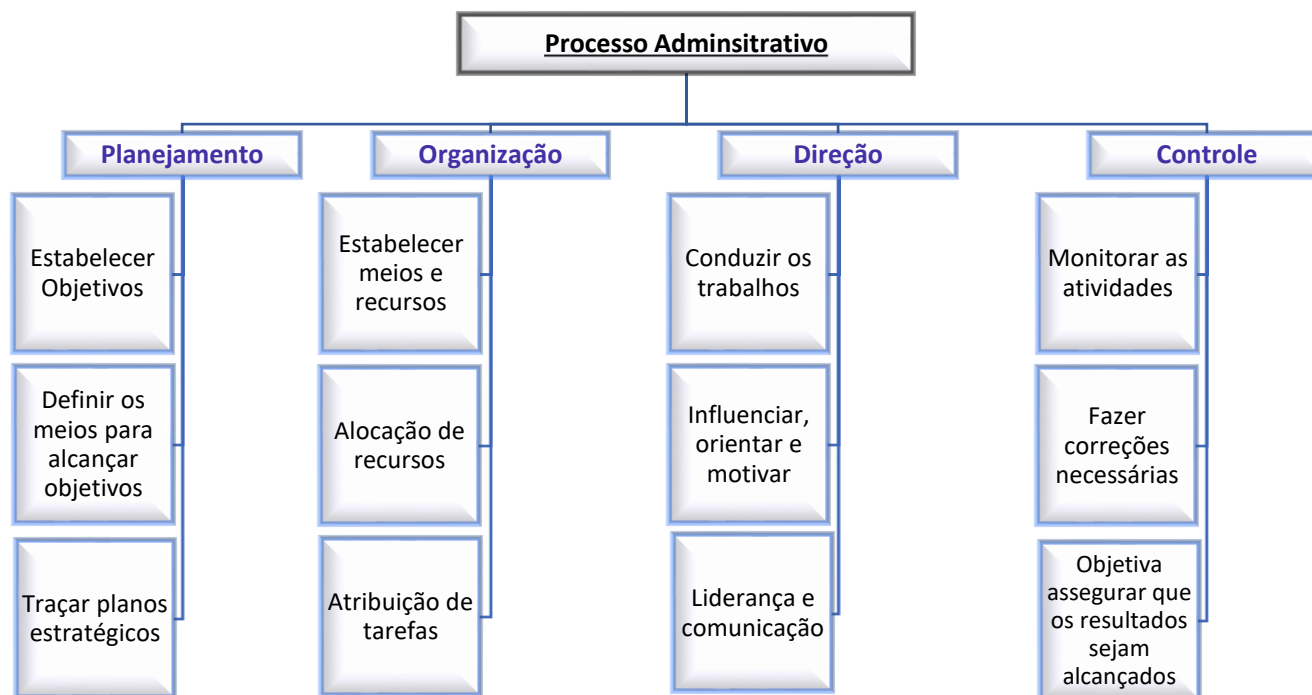 Processo Adminsitrativo
Planejamento
Estabelecer
Objetivos
Definir os
meios para
alcançar
objetivos
Traçar planos
estratégicos
Organização
Estabelecer
meios e
recursos
Alocação de
recursos
Atribuição de
tarefas
Direção
Conduzir os
trabalhos
Influenciar,
orientar e
motivar
Liderança e
comunicação
Controle
Monitorar as
atividades
Fazer
correções
necessárias
Objetiva
assegurar que
os resultados
sejam
alcançados